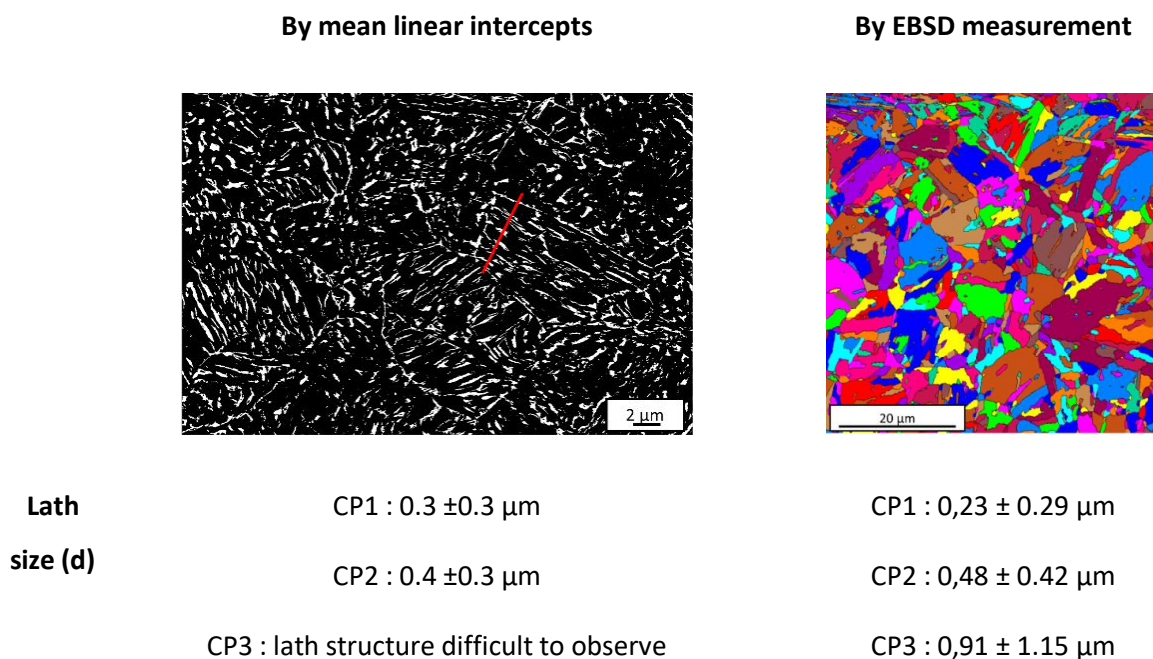 By mean linear intercepts
By EBSD measurement
2 µm
20 µm
Lath
size (d)
CP1 : 0.3 ±0.3 µm
CP1 : 0,23 ± 0.29 µm
CP2 : 0.4 ±0.3 µm
CP2 : 0,48 ± 0.42 µm
CP3 : lath structure difficult to observe
CP3 : 0,91 ± 1.15 µm